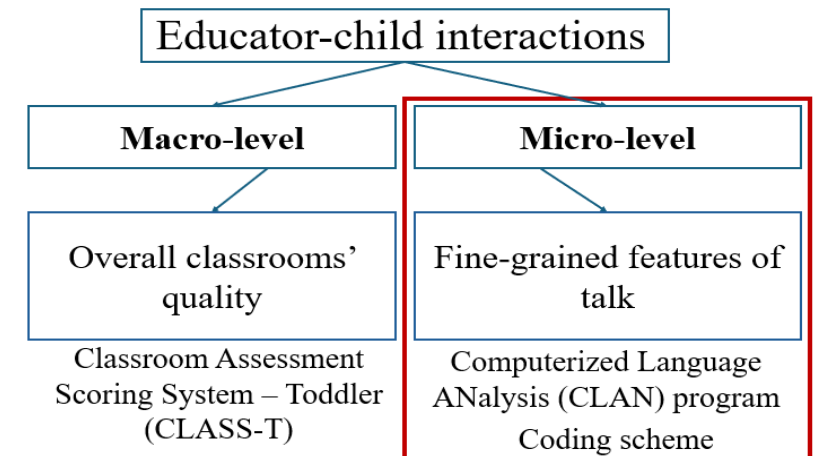 Educator-child interactions
Macro-level
Micro-level
Overall classrooms’
quality
Fine-grained features of
talk
Classroom Assessment
Scoring System – Toddler
(CLASS-T)
Computerized Language
ANalysis (CLAN) program
Coding scheme